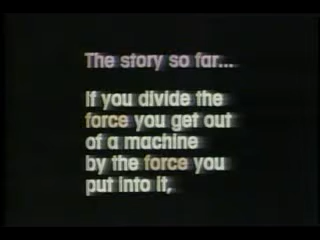 The story so far...
If you divide the
force you get out
of a machine
by the force you
put into it,